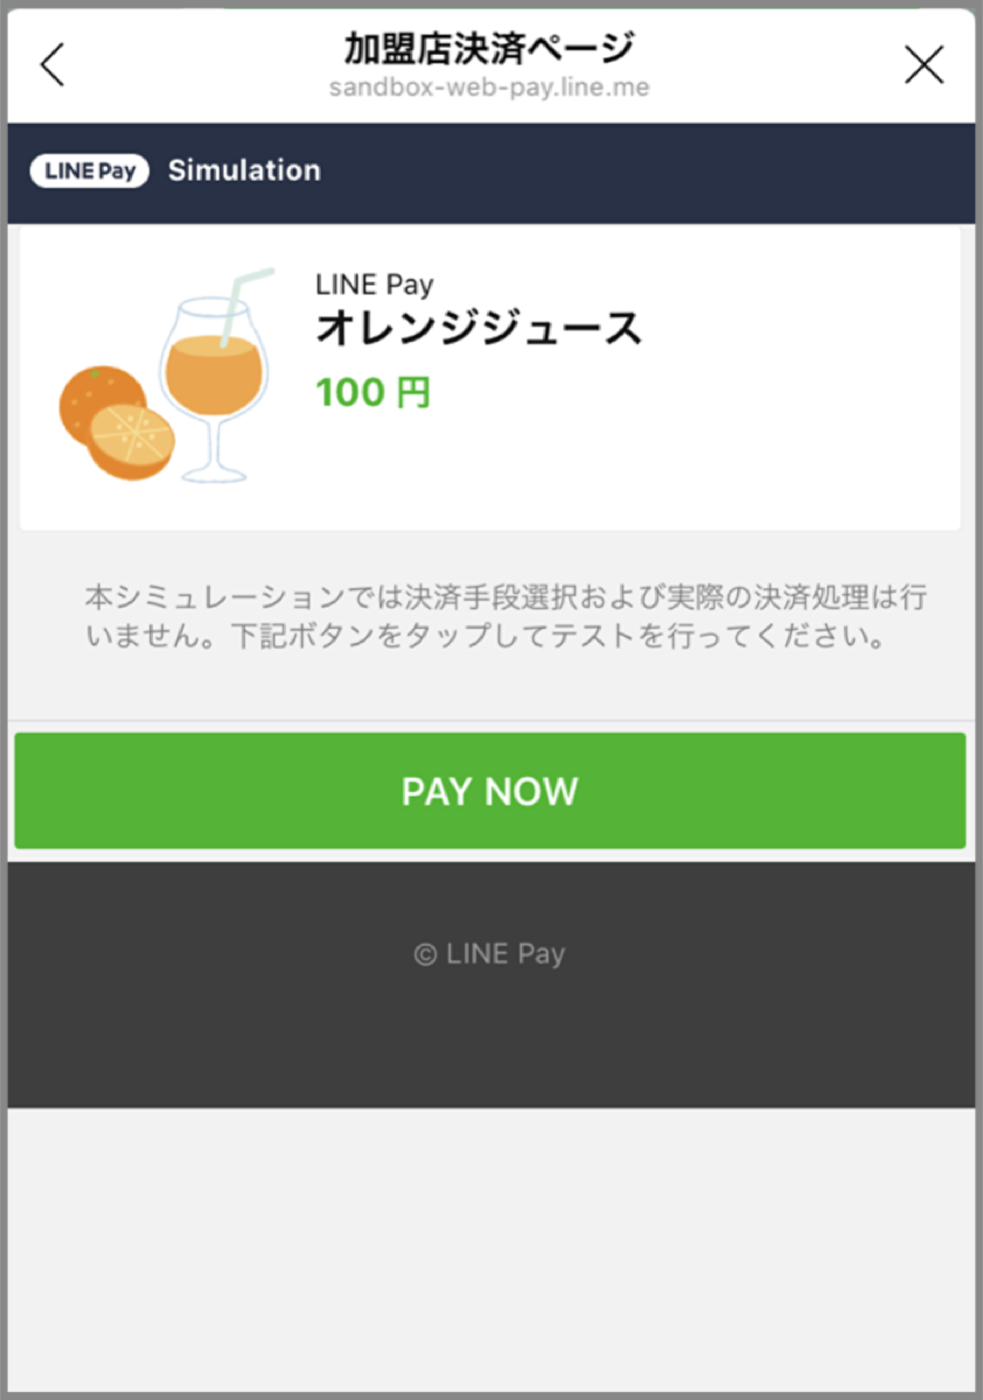 加盟店決済ページ
sandbox-web-pay.line.me
LINE Pay Simulation
LINE Pay
オレンジジュース
100 円
本シミュレーションでは決済手段選択および実際の決済処理は行
いません。下記ボタンをタップしてテストを行ってください。
PAY NOW
© LINE Pay